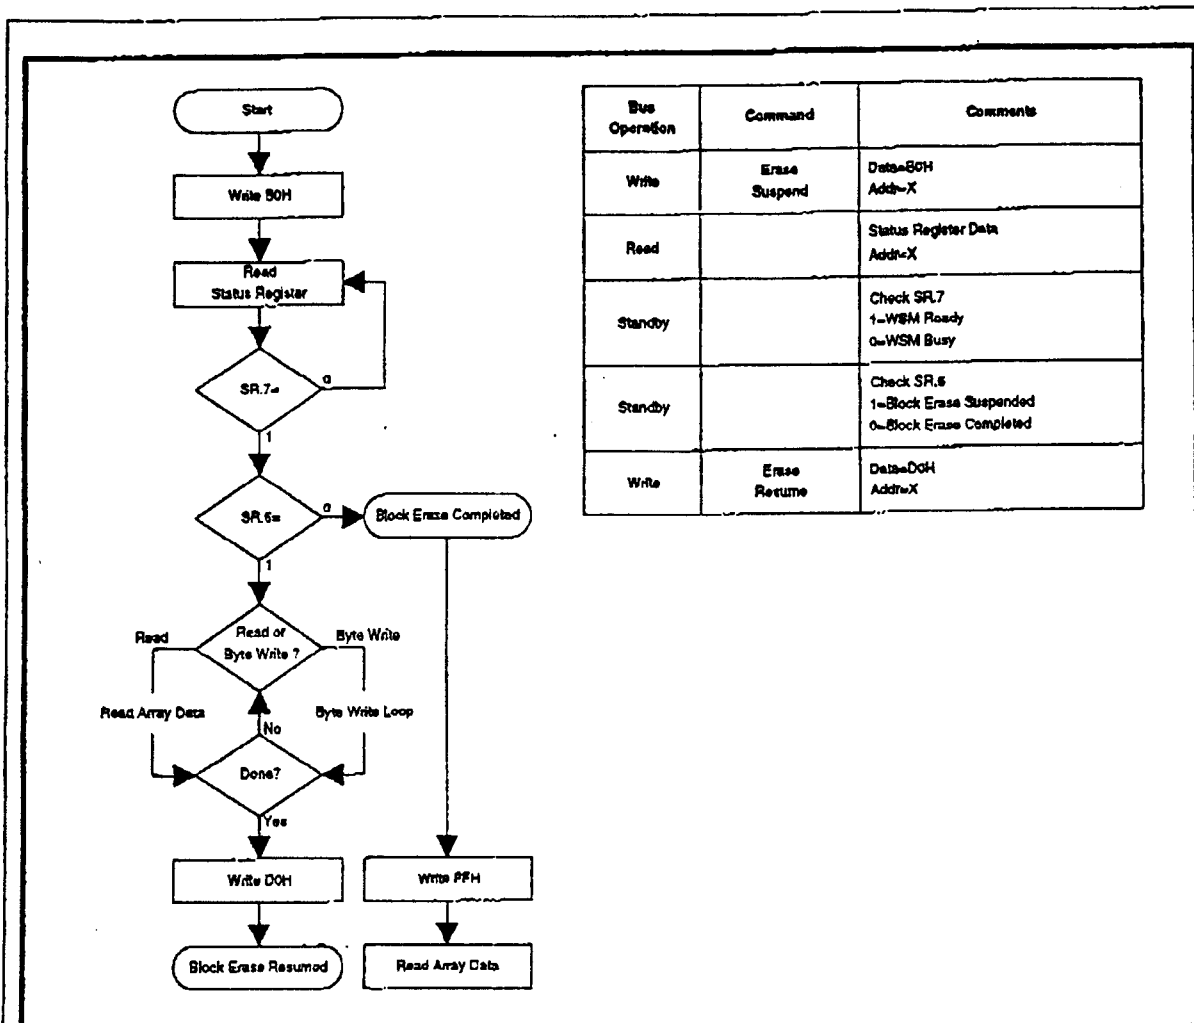 Start
Write B0H
Read
Status Register
SR.7=
0
1
SR.6=
0
Block Erase Completed
1
Read or
Byte Write ?
Read
Byte Write
Read Array Data
Byte Write Loop
No
Done?
Yes
Write D0H
Write FFH
Block Erase Resumed
Read Array Data
Bus
Operation
Command
Comments
Write
Erase
Suspend
Data=B0H
Addr=X
Read
Status Register Data
Addr=X
Standby
Check SR.7
1=WSM Ready
0=WSM Busy
Standby
Check SR.6
1=Block Erase Suspended
0=Block Erase Completed
Write
Erase
Resume
Data=D0H
Addr=X